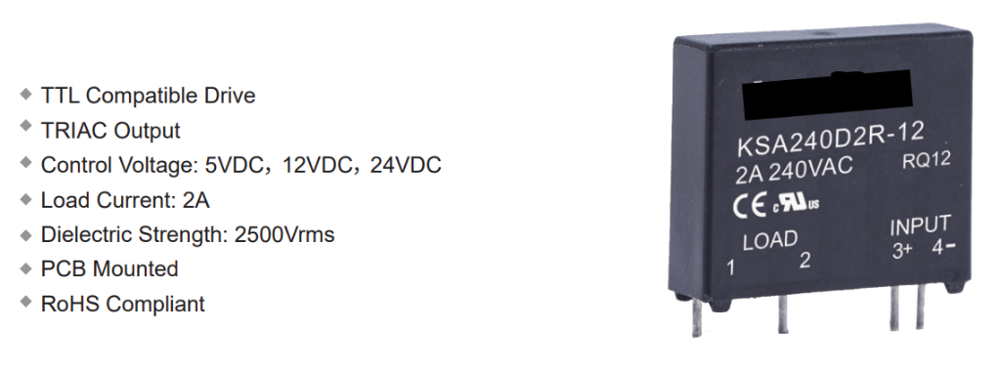 TTL Compatible Drive
TRIAC Output
Control Voltage: 5VDC，12VDC，24VDC
Load Current: 2A
Dielectric Strength: 2500Vrms
PCB Mounted
RoHS Compliant
KSA240D2R-12
2A 240VAC RQ12
CE c RU US
LOAD INPUT
1 2 3+ 4-